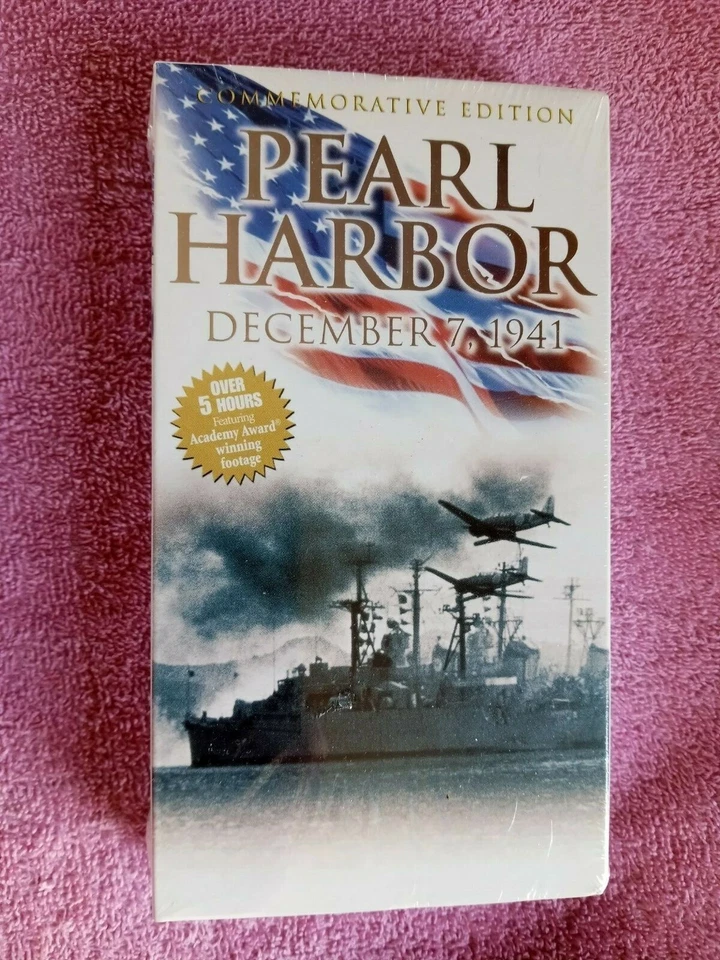 COMMEMORATIVE EDITION
PEARL
HARBOR
DECEMBER 7, 1941
OVER
5 HOURS
Featuring
Academy Award®
winning
footage